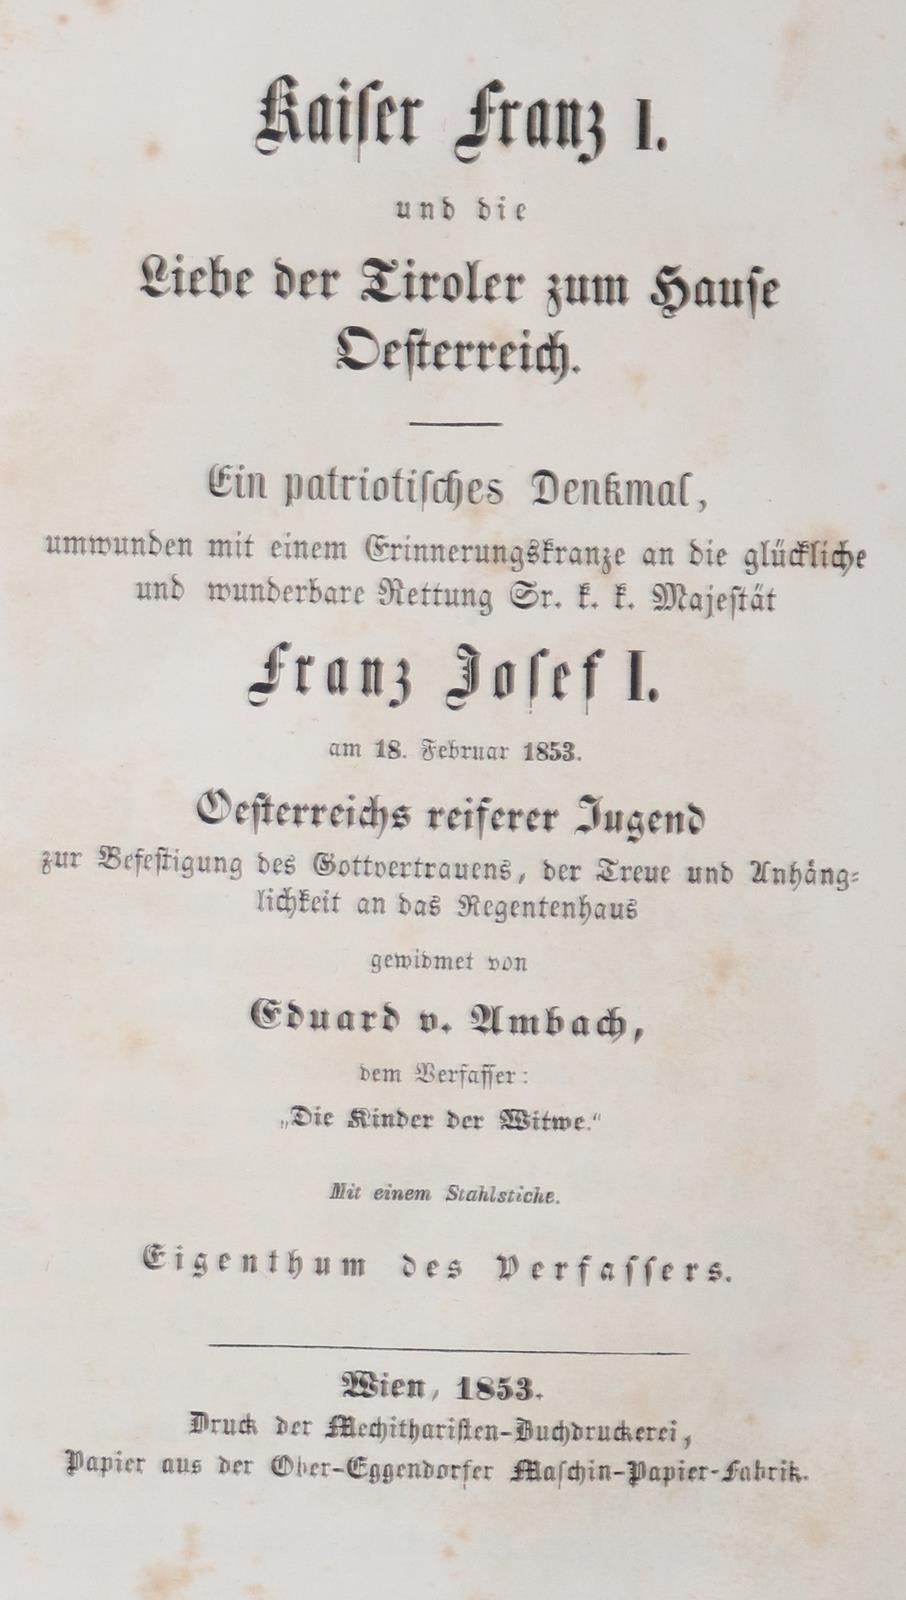 Kaiser Franz I.
und die
Liebe der Tiroler zum Hause
Oesterreich.
Ein patriotisches Denkmal,
umwunden mit einem Erinnerungskranze an die glückliche
und wunderbare Rettung Sr. k. k. Majestät
Franz Josef I.
am 18. Februar 1853.
Oesterreichs reiferer Jugend
zur Befestigung des Gottvertrauens, der Treue und Anhäng-
lichkeit an das Regentenhaus
gewidmet von
Eduard v. Ambach,
dem Verfasser:
„Die Kinder der Witwe.“
Mit einem Stahlstiche.
Eigenthum des Verfassers.
Wien, 1853.
Druck der Mechitharisten-Buchdruckerei,
Papier aus der Ober-Eggendorfer Maschin-Papier-Fabrik.